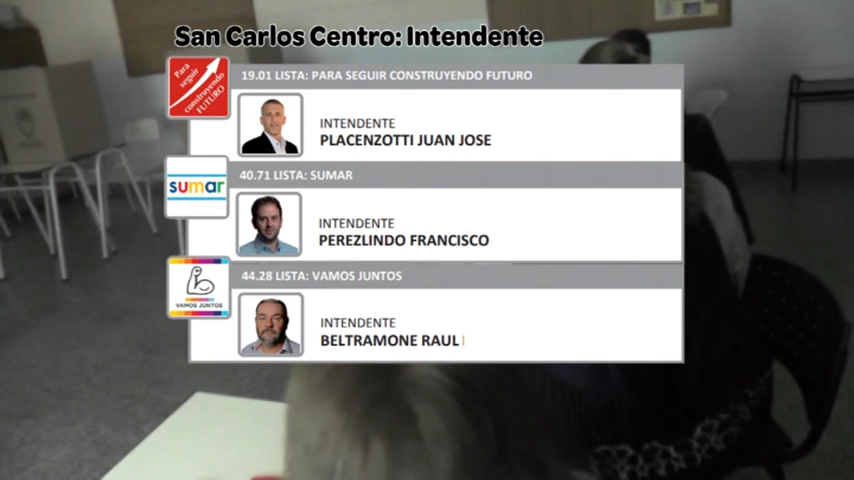 San Carlos Centro: Intendente
Para
seguir
construyendo
FUTURO
19.01 LISTA: PARA SEGUIR CONSTRUYENDO FUTURO
INTENDENTE
PLACENZOTTI JUAN JOSE
sumar
40.71 LISTA: SUMAR
INTENDENTE
PEREZLINDO FRANCISCO
44.28 LISTA: VAMOS JUNTOS
VAMOS JUNTOS
INTENDENTE
BELTRAMONE RAUL